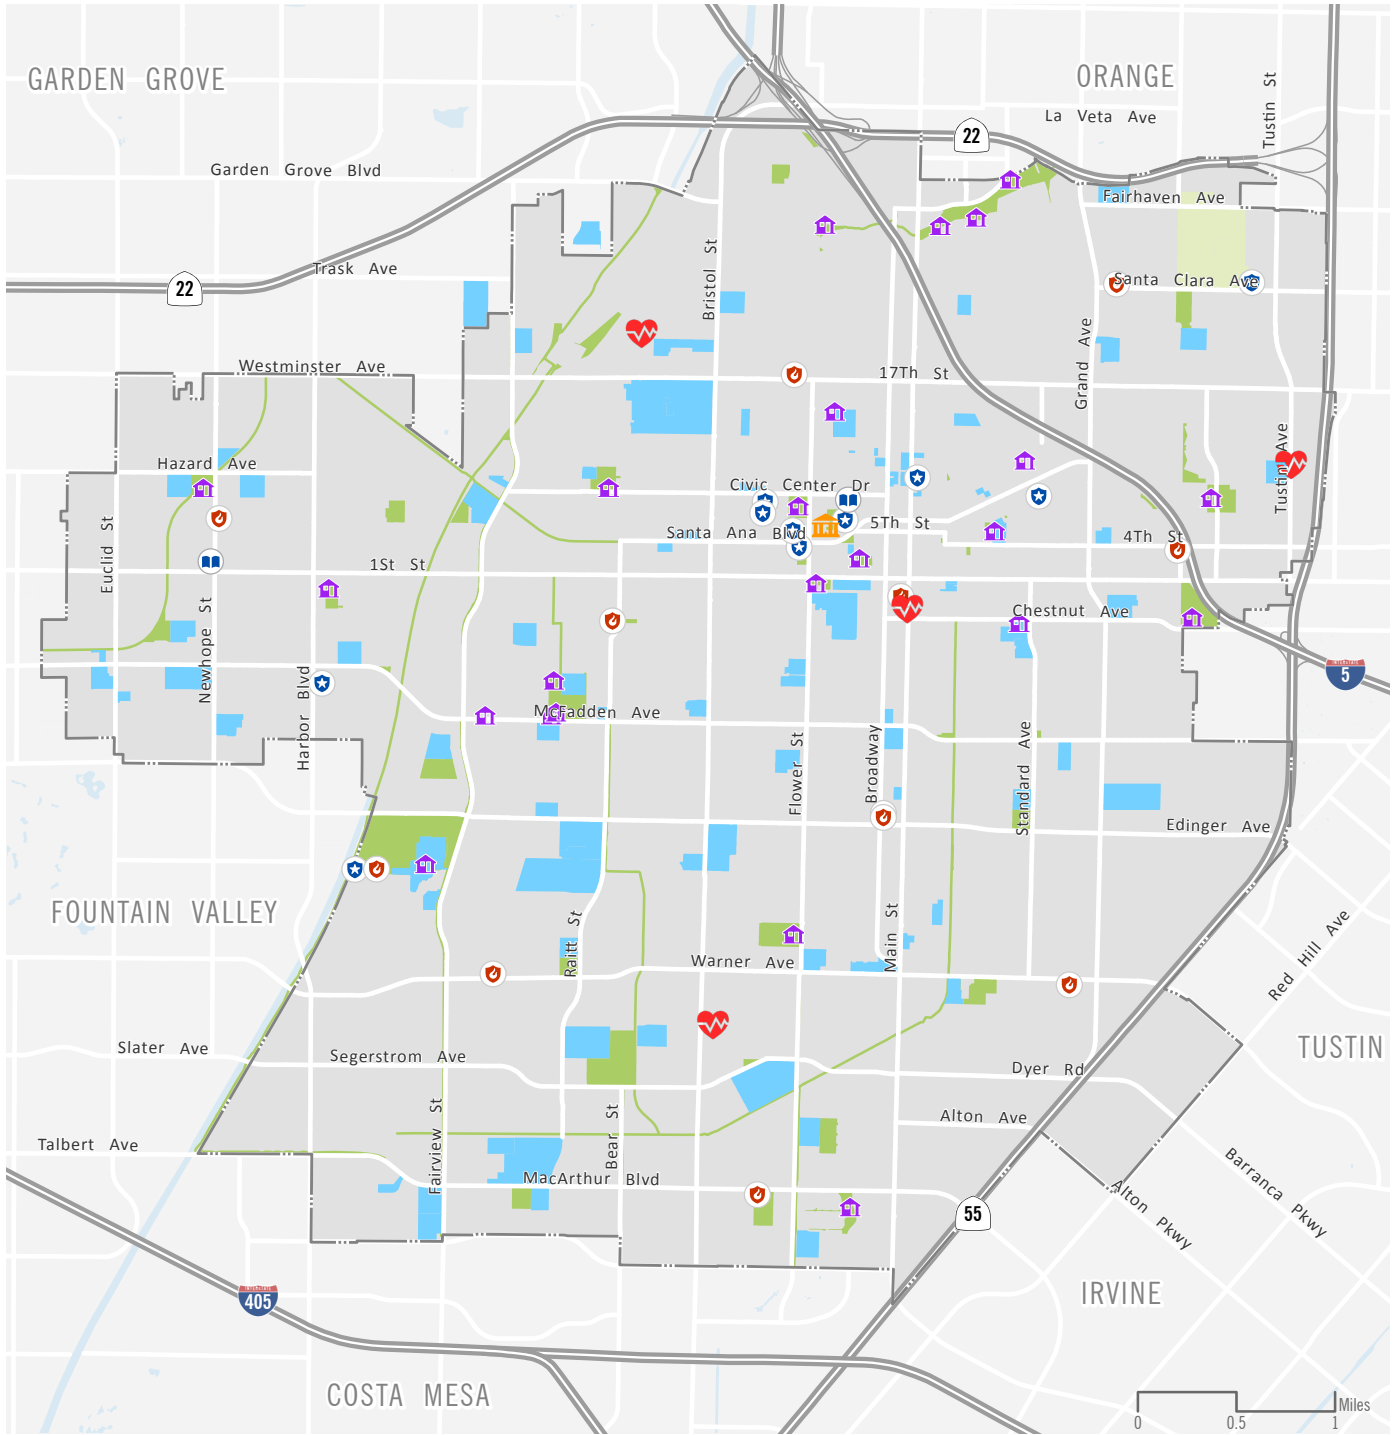 GARDEN GROVE
ORANGE
Tustin St
La Veta Ave
22
Garden Grove Blvd
Fairhaven Ave
Bristol St
Trask Ave
22
Santa Clara Ave
Grand Ave
Westminster Ave
17Th St
Tustin Ave
Hazard Ave
Civic Center Dr
Euclid St
Santa Ana Blvd
5Th St
4Th St
1St St
Newhope St
Chestnut Ave
Harbor Blvd
INTERSTATE
5
McFadden Ave
Flower St
Broadway
Standard Ave
Edinger Ave
FOUNTAIN VALLEY
Raitt St
Main St
Red Hill Ave
Warner Ave
Slater Ave
Segerstrom Ave
TUSTIN
Dyer Rd
Fairview St
Bear St
Alton Ave
Talbert Ave
MacArthur Blvd
Barranca Pkwy
Alton Pkwy
55
INTERSTATE
405
IRVINE
COSTA MESA
Miles
0 0.5 1